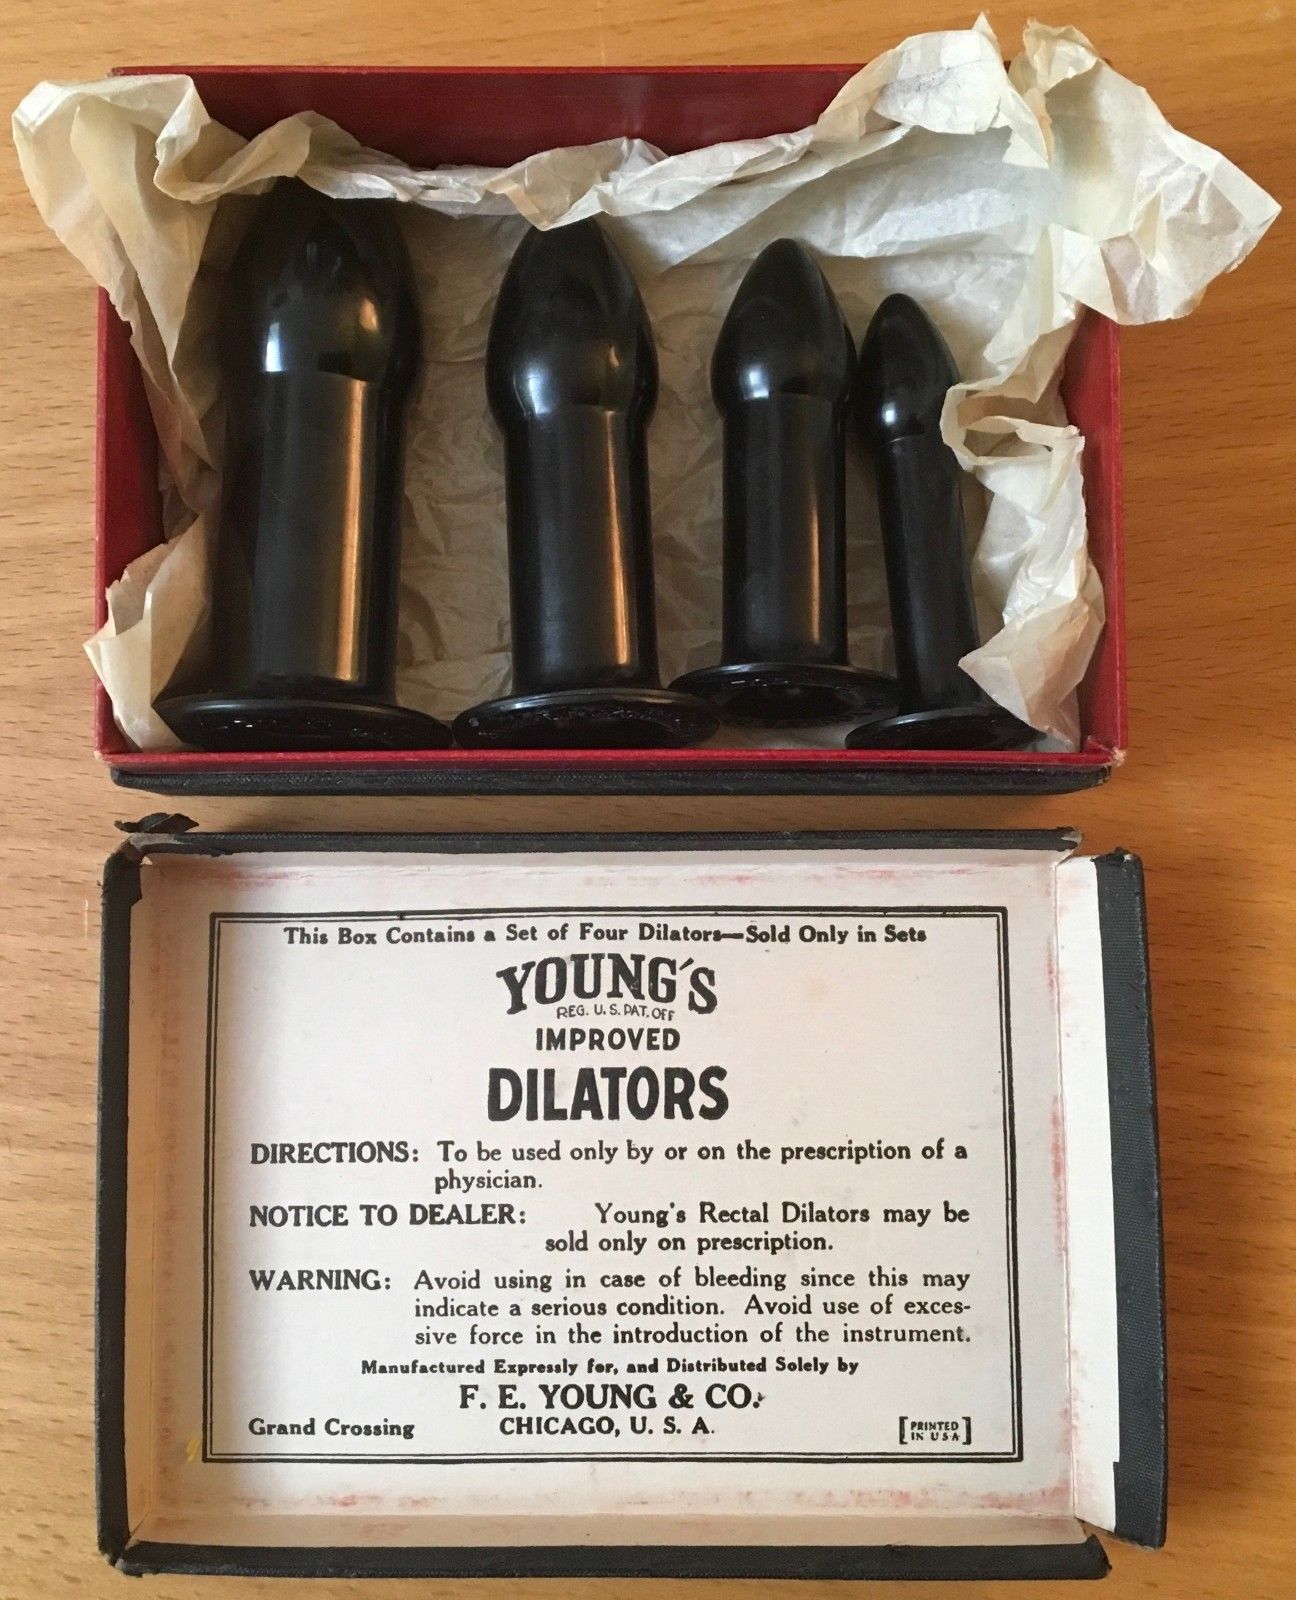 This Box Contains a Set of Four Dilators—Sold Only in Sets
YOUNG'S
REG. U. S. PAT. OFF
IMPROVED
DILATORS
DIRECTIONS: To be used only by or on the prescription of a
physician.
NOTICE TO DEALER: Young's Rectal Dilators may be
sold only on prescription.
WARNING: Avoid using in case of bleeding since this may
indicate a serious condition. Avoid use of exces-
sive force in the introduction of the instrument.
Manufactured Expressly for, and Distributed Solely by
F. E. YOUNG & CO.
Grand Crossing CHICAGO, U. S. A. [PRINTED
IN USA]